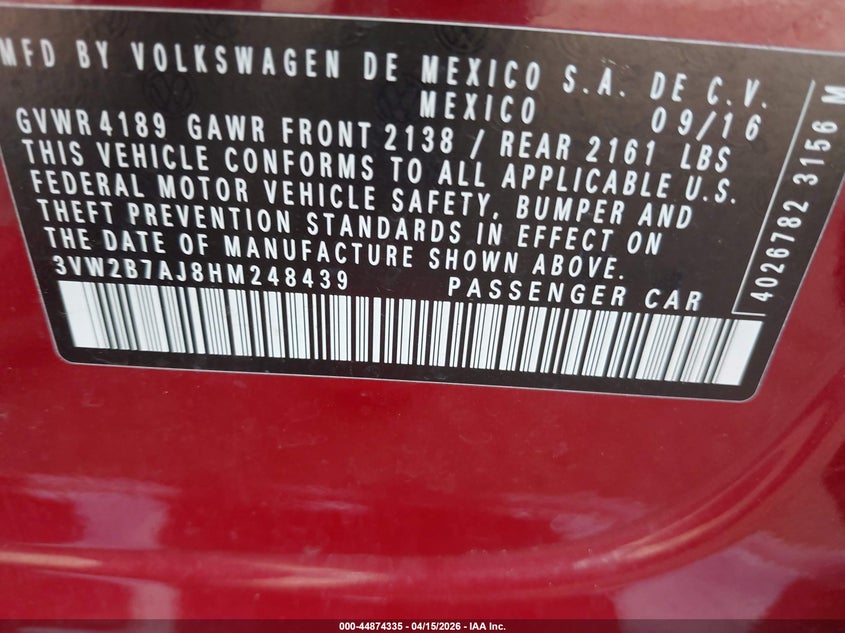 MFD BY VOLKSWAGEN DE MEXICO S.A. DE C.V.
MEXICO 09/16
GVWR 4189 GAWR FRONT 2138 / REAR 2161 LBS
THIS VEHICLE CONFORMS TO ALL APPLICABLE U.S.
FEDERAL MOTOR VEHICLE SAFETY, BUMPER AND
THEFT PREVENTION STANDARDS IN EFFECT ON
THE DATE OF MANUFACTURE SHOWN ABOVE.
3VW2B7AJ8HM248439 PASSENGER CAR
4026782 3156 M
000-44874335 - 04/15/2026 - IAA Inc.